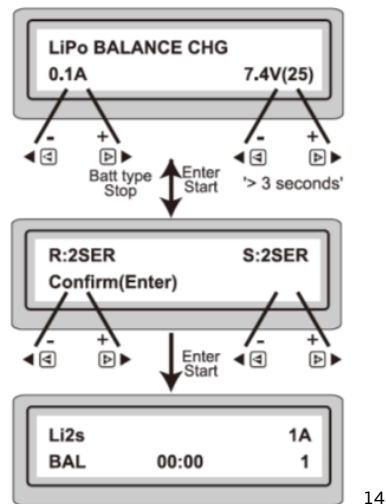 LiPo BALANCE CHG
0.1A 7.4V(25)
- + - +
Batt type Enter
Stop Start '> 3 seconds'
R:2SER S:2SER
Confirm(Enter)
- + - +
Enter
Start
Li2s 1A
BAL 00:00 1
14